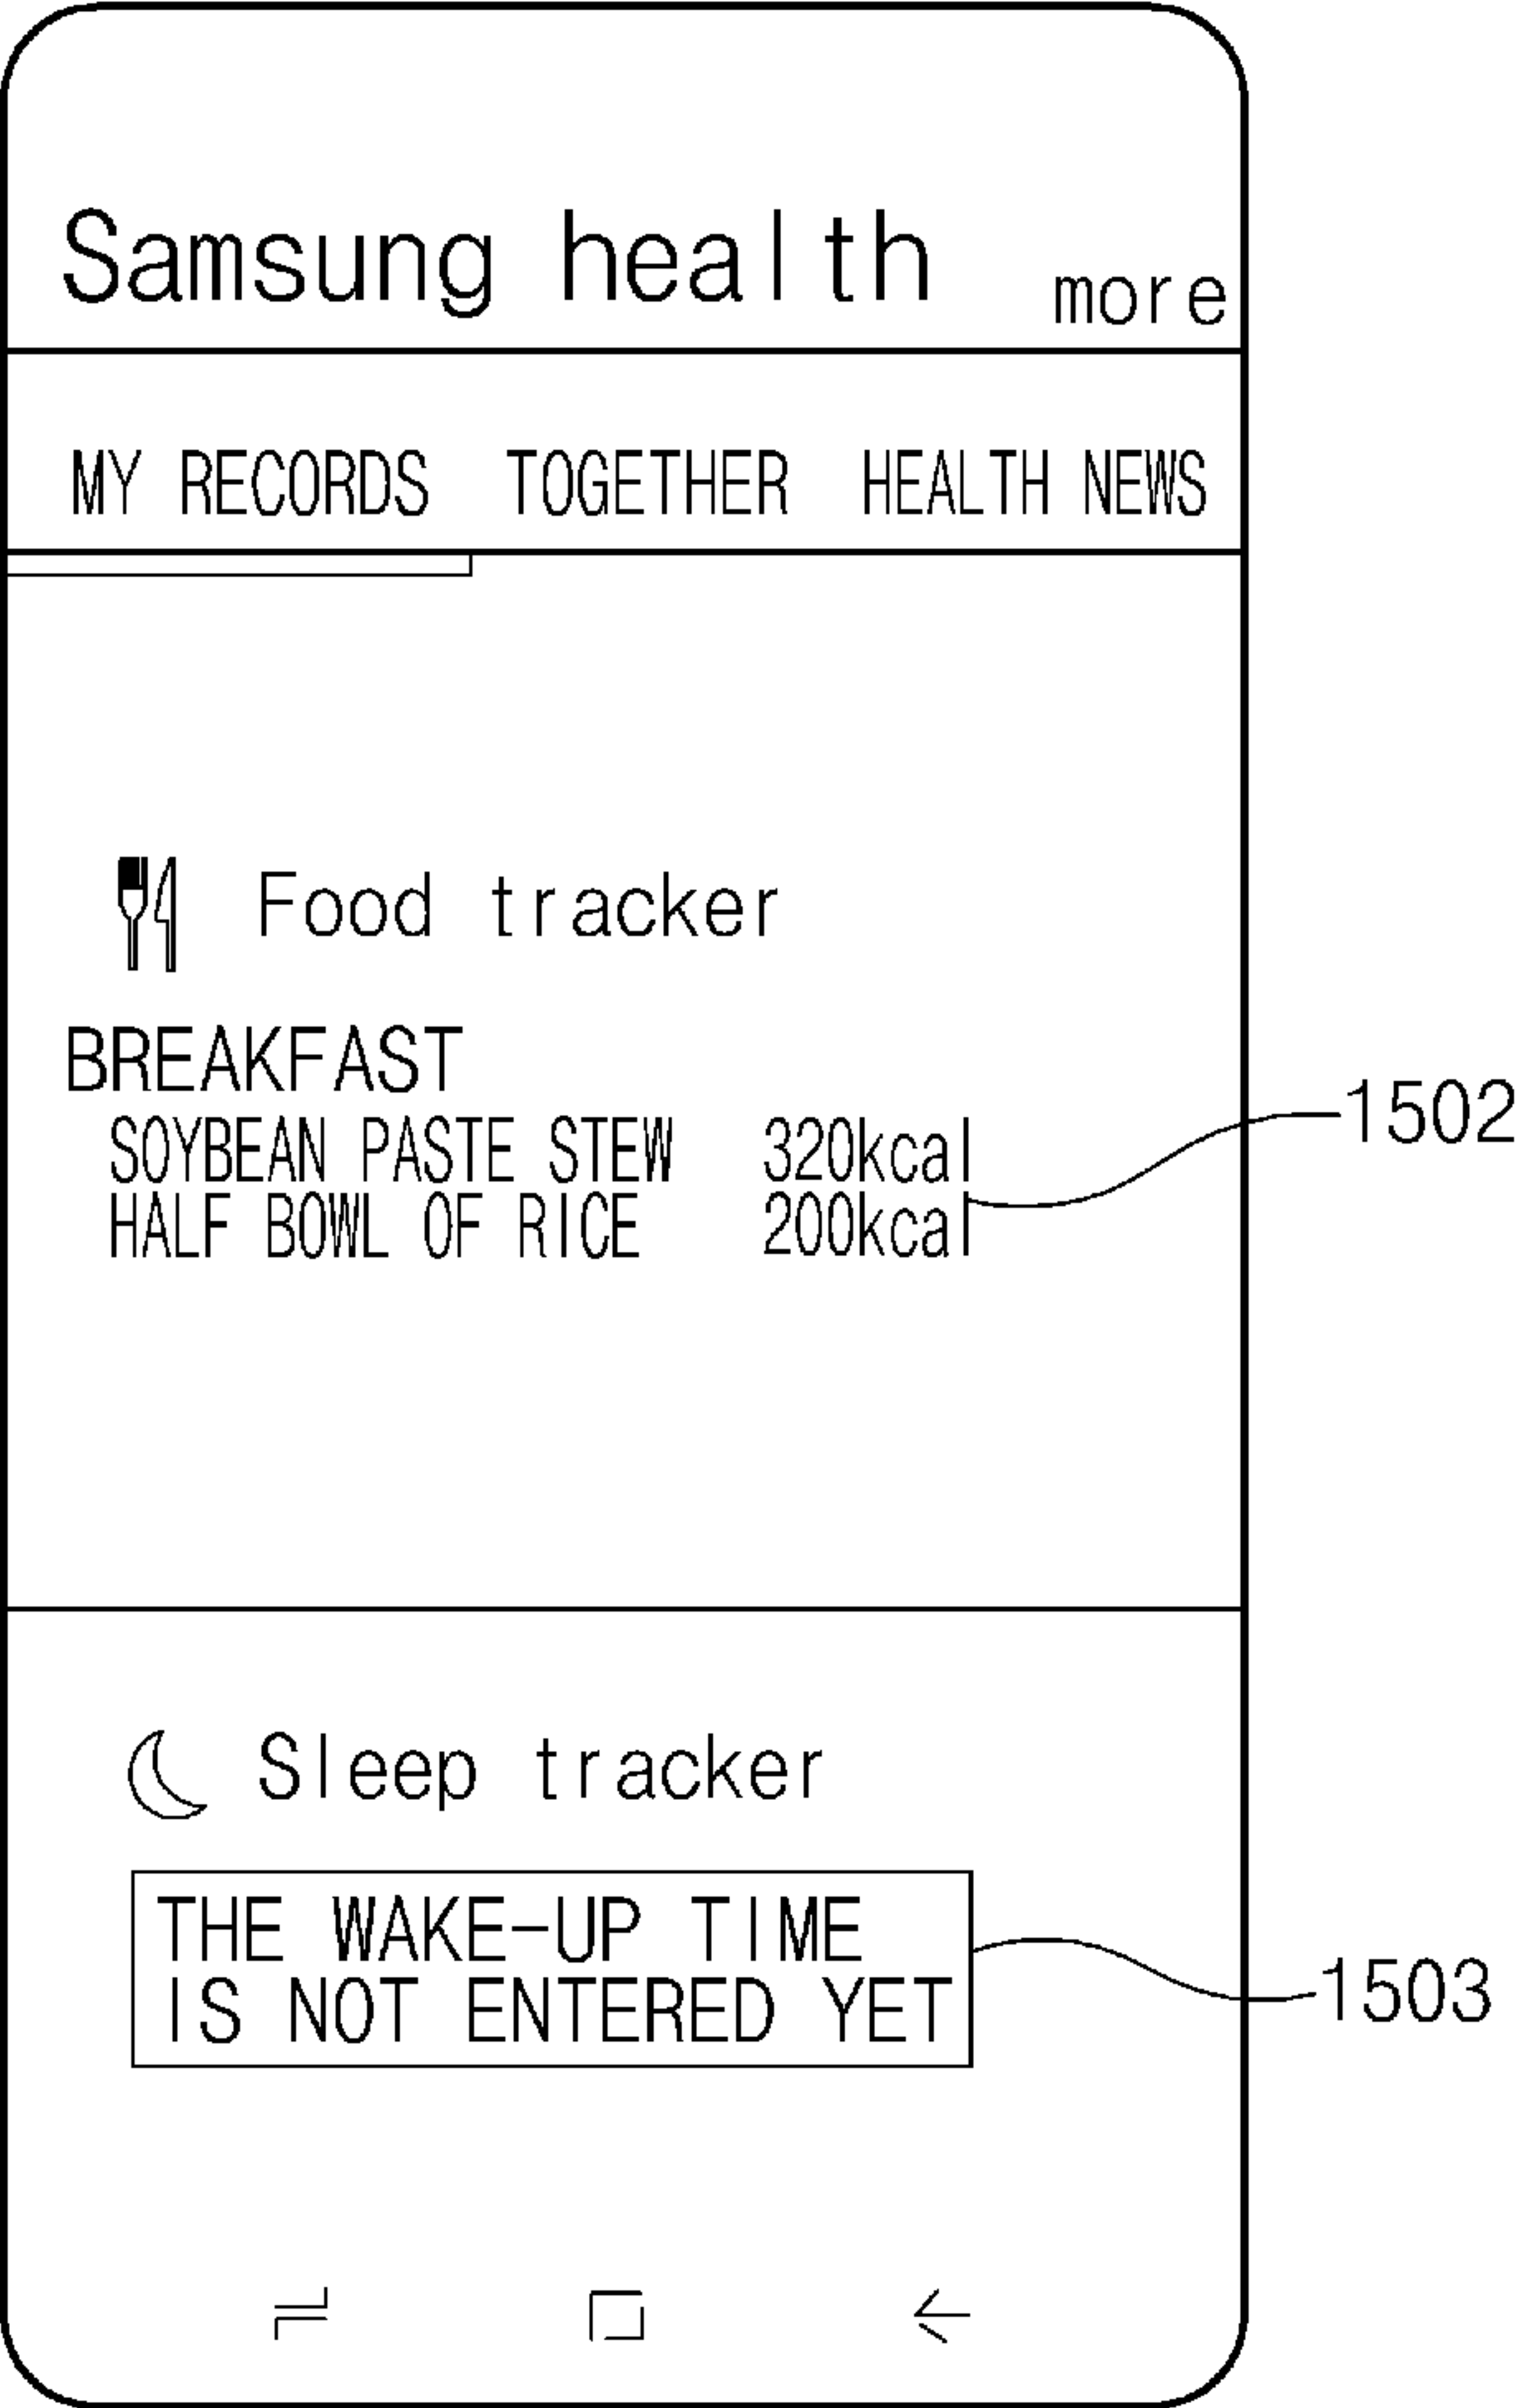 Samsung health more
MY RECORDS TOGETHER HEALTH NEWS
Food tracker
BREAKFAST
SOYBEAN PASTE STEW 320kcal
HALF BOWL OF RICE 200kcal
1502
Sleep tracker
THE WAKE-UP TIME
IS NOT ENTERED YET
1503